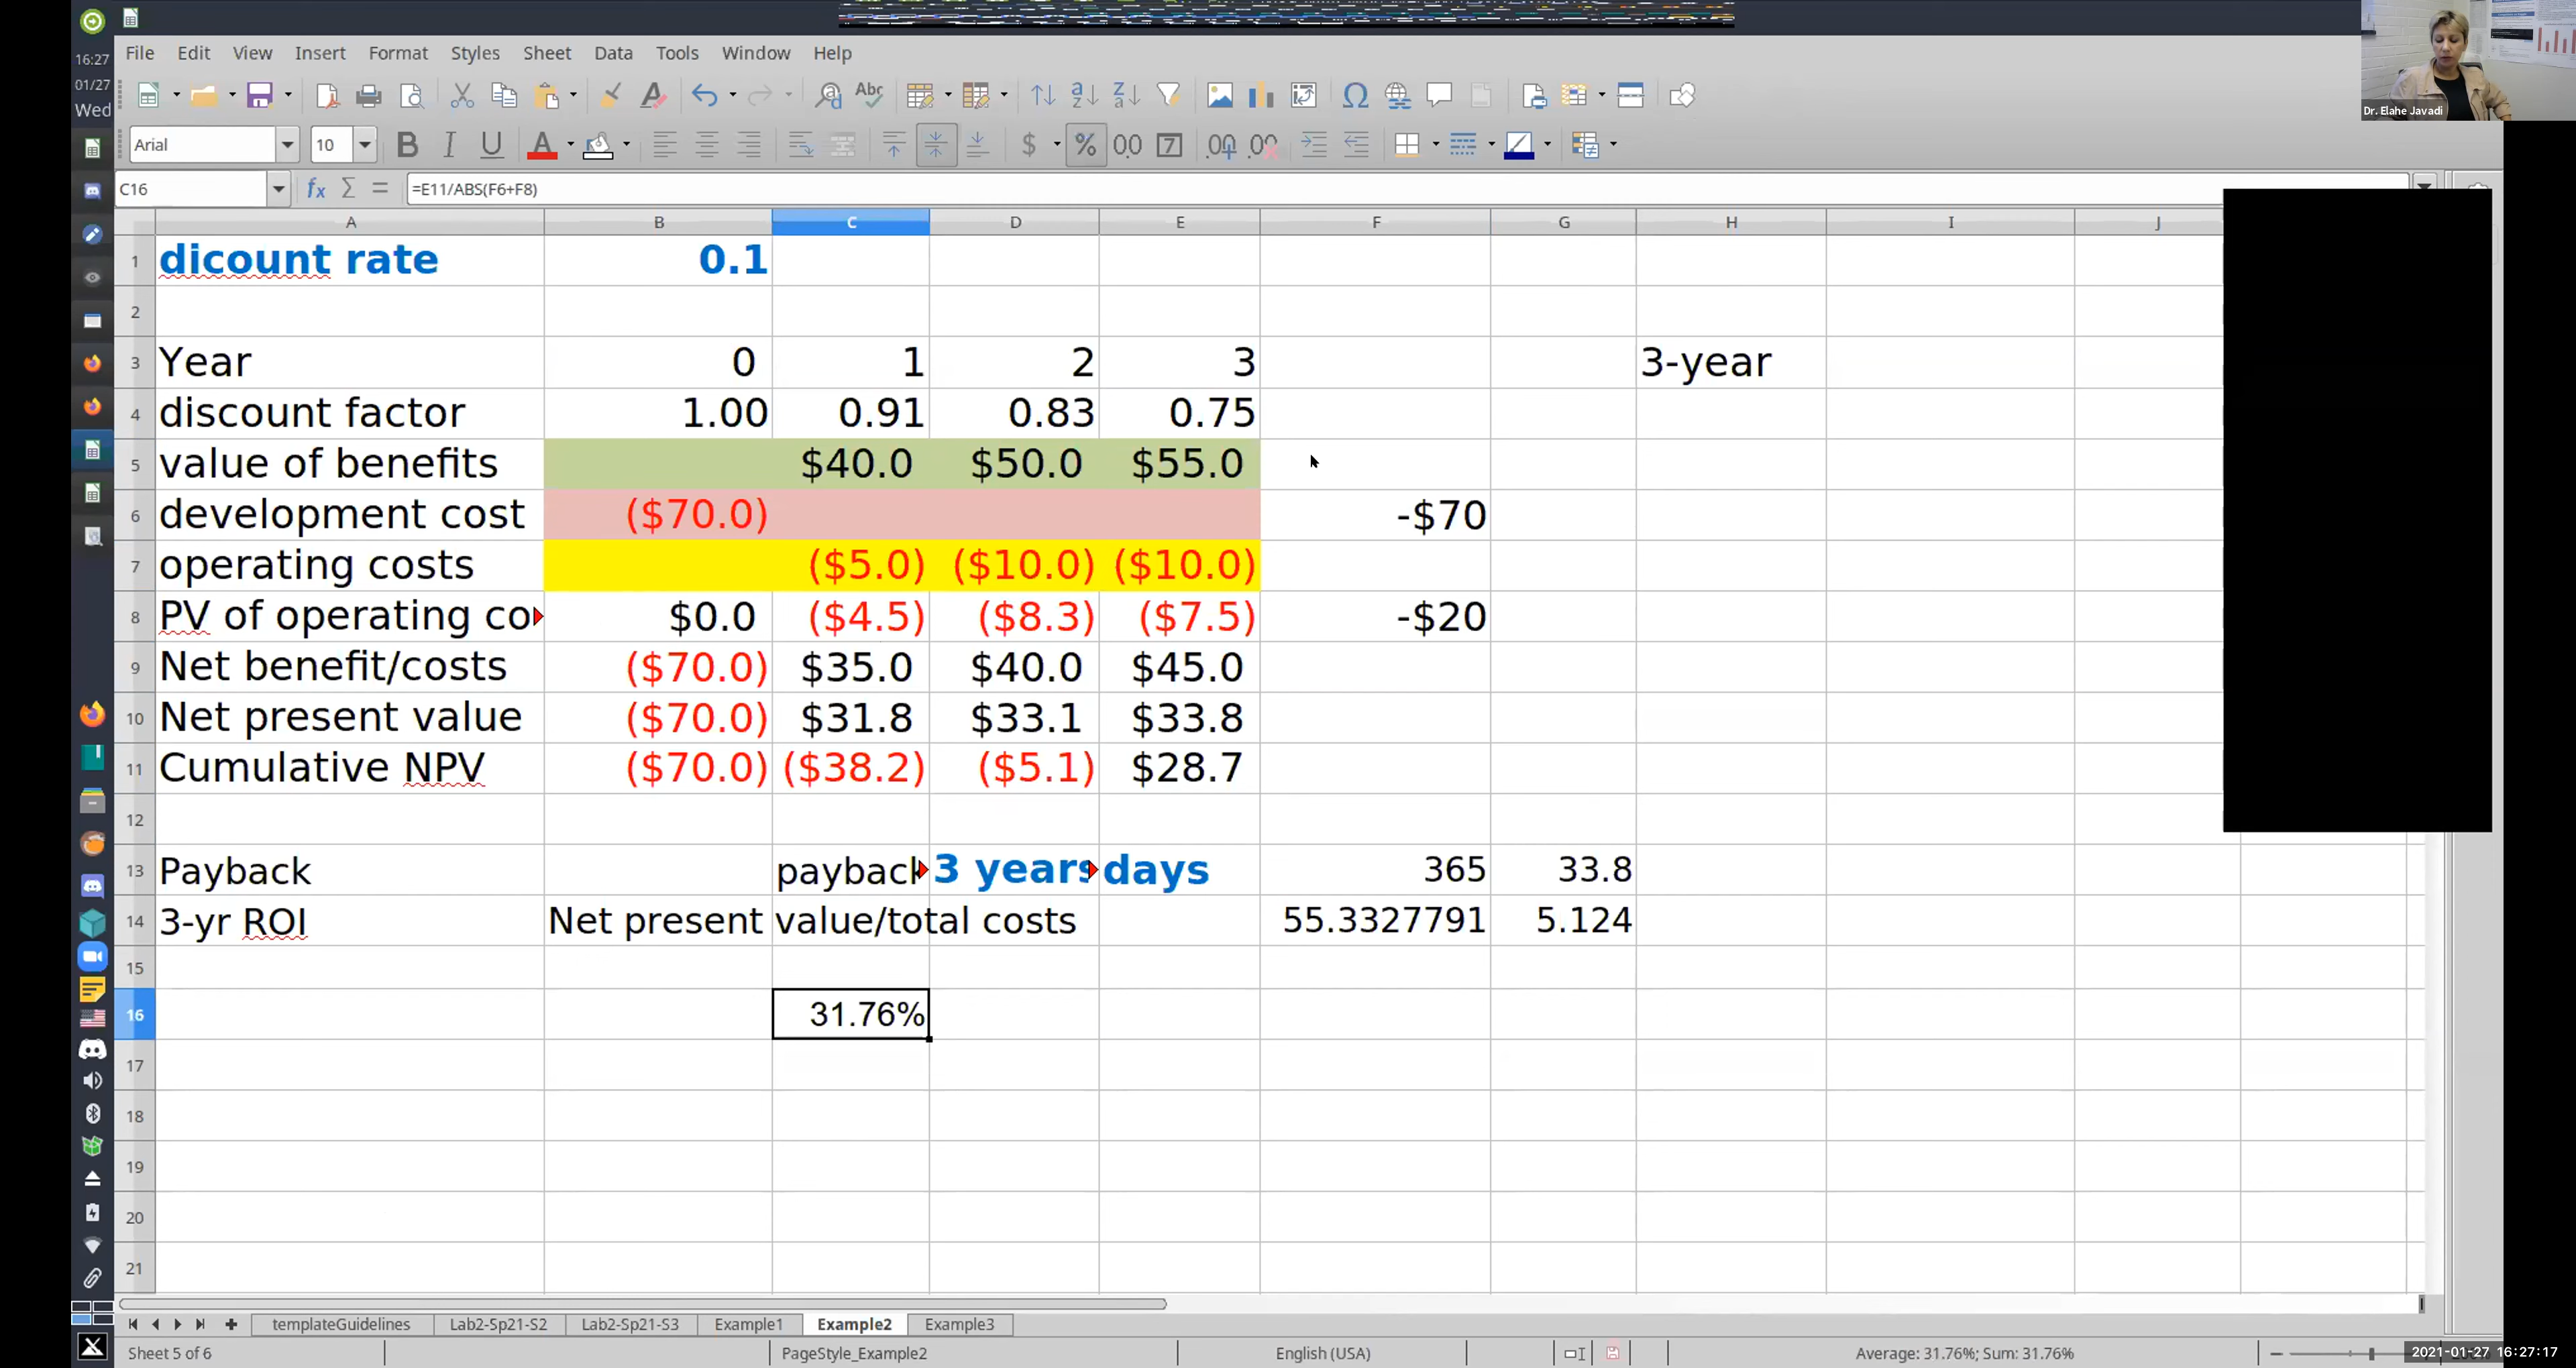 16:27
01/27
Wed
File Edit View Insert Format Styles Sheet Data Tools Window Help
Dr. Elahe Javadi
Arial 10
C16 =E11/ABS(F6+F8)
A B C D E F G H I J
1 dicount rate 0.1
2
3 Year 0 1 2 3 3-year
4 discount factor 1.00 0.91 0.83 0.75
5 value of benefits $40.0 $50.0 $55.0
6 development cost ($70.0) -$70
7 operating costs ($5.0) ($10.0) ($10.0)
8 PV of operating co $0.0 ($4.5) ($8.3) ($7.5) -$20
9 Net benefit/costs ($70.0) $35.0 $40.0 $45.0
10 Net present value ($70.0) $31.8 $33.1 $33.8
11 Cumulative NPV ($70.0) ($38.2) ($5.1) $28.7
12
13 Payback payback 3 years days 365 33.8
14 3-yr ROI Net present value/total costs 55.3327791 5.124
15
16 31.76%
17
18
19
20
21
templateGuidelines Lab2-Sp21-S2 Lab2-Sp21-S3 Example1 Example2 Example3
Sheet 5 of 6 PageStyle_Example2 English (USA) Average: 31.76%; Sum: 31.76% 2021-01-27 16:27:17